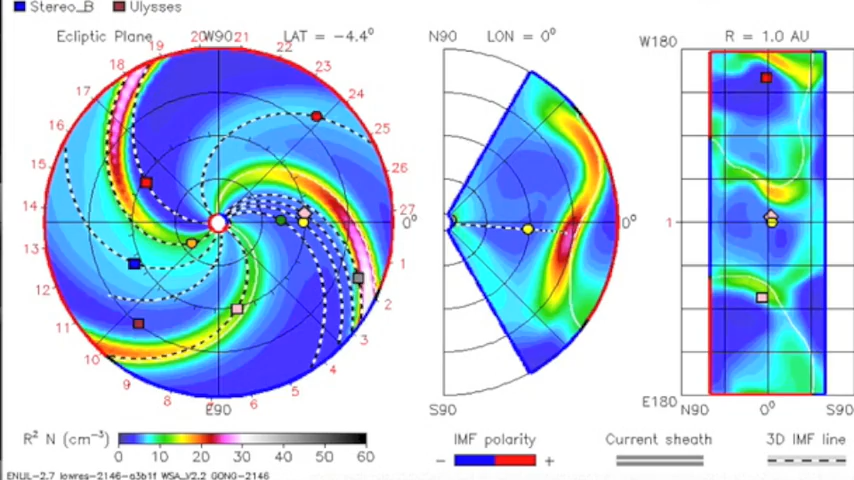 Stereo_B Ulysses
Ecliptic Plane W90 LAT = −4.4°
N90 LON = 0°
W180 R = 1.0 AU
20 21
19 22
18 23
17 24
16 25
15 26
14 27 0°
13 1
12 2
11 3
10 4
9 5
8 E90 6
0°
S90
1
E180
N90 0° S90
R² N (cm⁻³)
0 10 20 30 40 50 60
IMF polarity
− +
Current sheath
3D IMF line
ENLIL-2.7 lowres-2146-a3b1f WSA_V2.2 GONG-2146